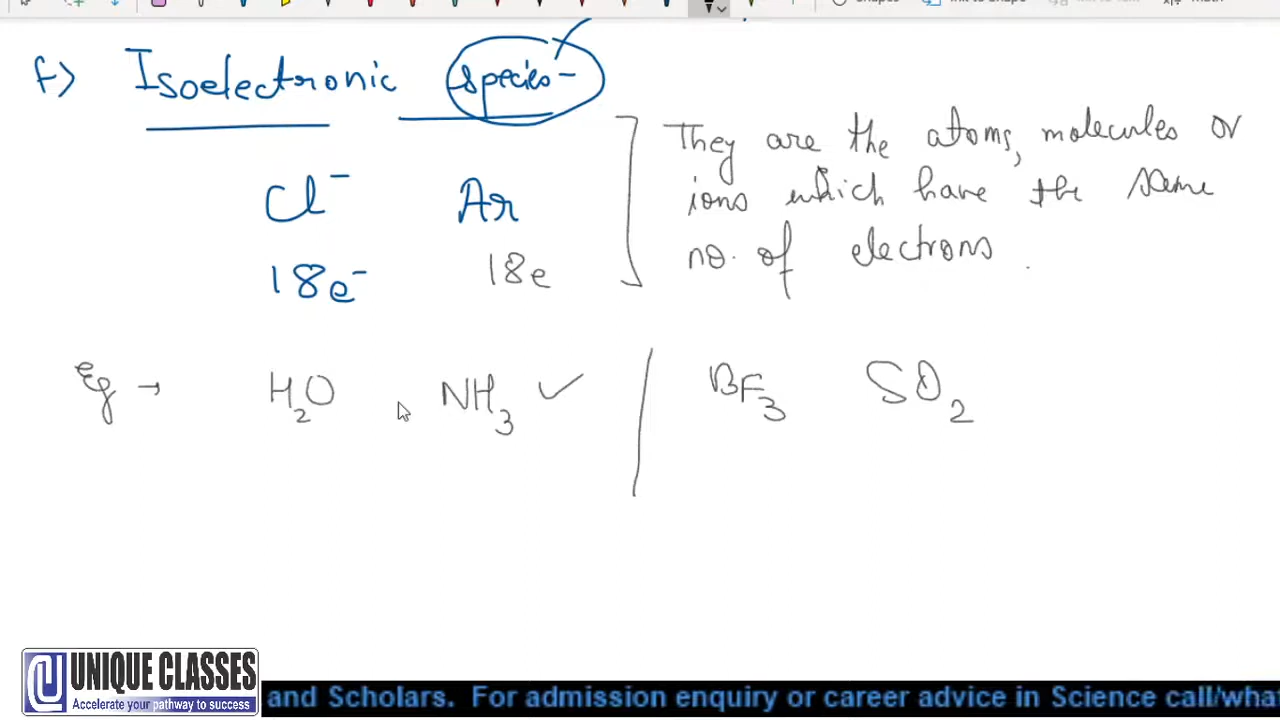 f) Isoelectronic species-
Cl⁻ Ar
18e⁻ 18e
They are the atoms, molecules or
ions which have the same
no. of electrons.
Eg → H₂O, NH₃ ✓ BF₃ SO₂
UNIQUE CLASSES
Accelerate your pathway to success
and Scholars. For admission enquiry or career advice in Science call/wha